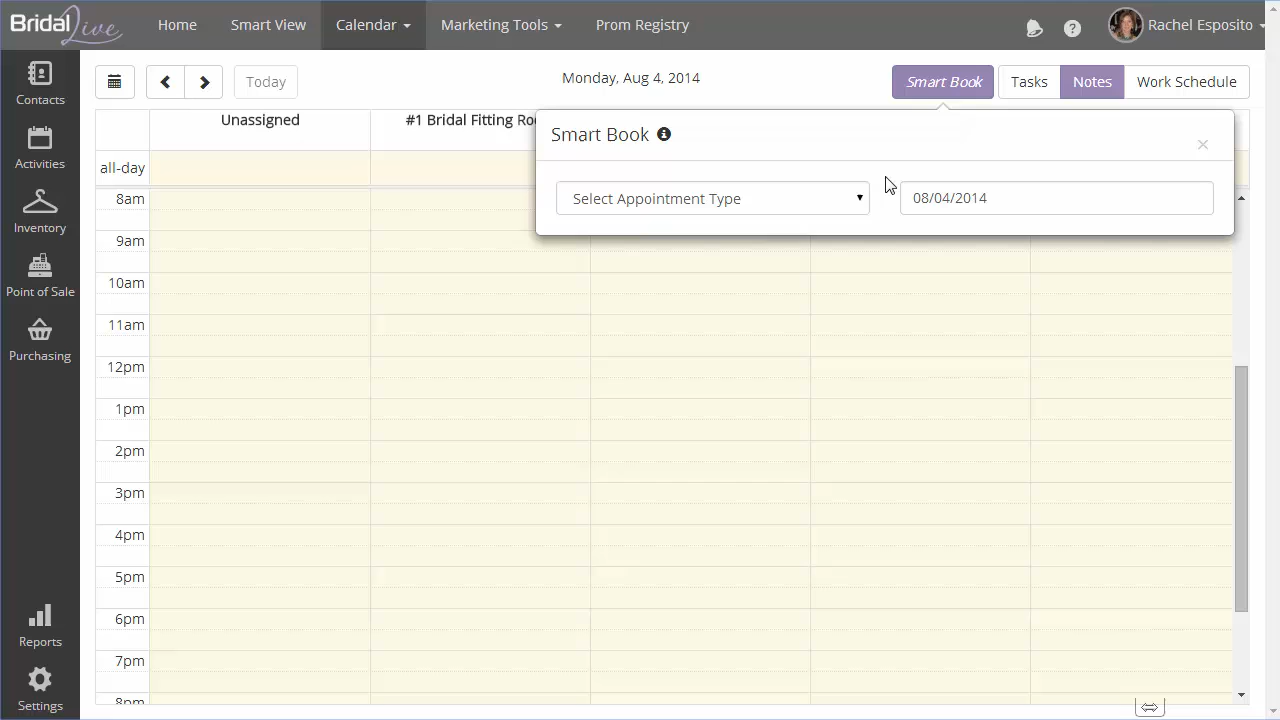 Bridal Live
Home
Smart View
Calendar
Marketing Tools
Prom Registry
Rachel Esposito
Contacts
Activities
Inventory
Point of Sale
Purchasing
Reports
Settings
Today
Monday, Aug 4, 2014
Smart Book
Tasks
Notes
Work Schedule
Unassigned
#1 Bridal Fitting Roo
Smart Book
Select Appointment Type
08/04/2014
all-day
8am
9am
10am
11am
12pm
1pm
2pm
3pm
4pm
5pm
6pm
7pm
8pm